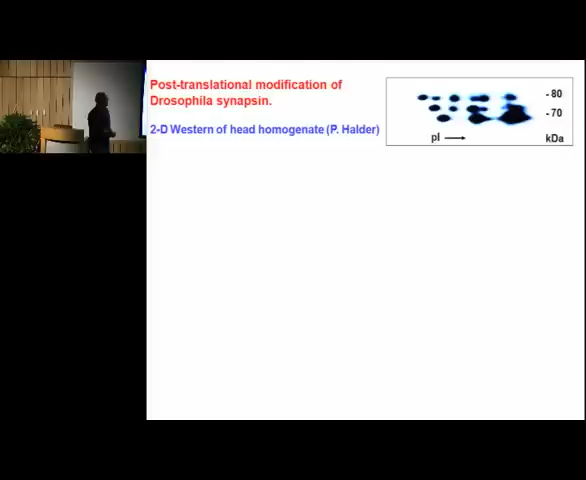 Post-translational modification of
Drosophila synapsin.
2-D Western of head homogenate (P. Halder)
- 80
- 70
pI
kDa